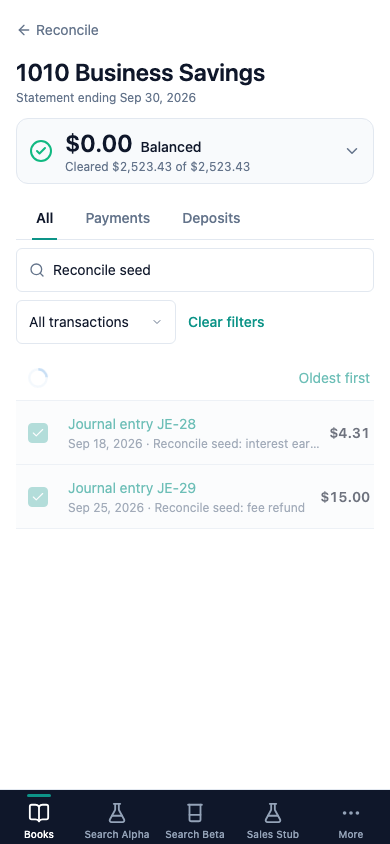 Reconcile
1010 Business Savings
Statement ending Sep 30, 2026
$0.00 Balanced
Cleared $2,523.43 of $2,523.43
All Payments Deposits
Reconcile seed
All transactions Clear filters
Oldest first
Journal entry JE-28
Sep 18, 2026 · Reconcile seed: interest ear... $4.31
Journal entry JE-29
Sep 25, 2026 · Reconcile seed: fee refund $15.00
Books Search Alpha Search Beta Sales Stub More